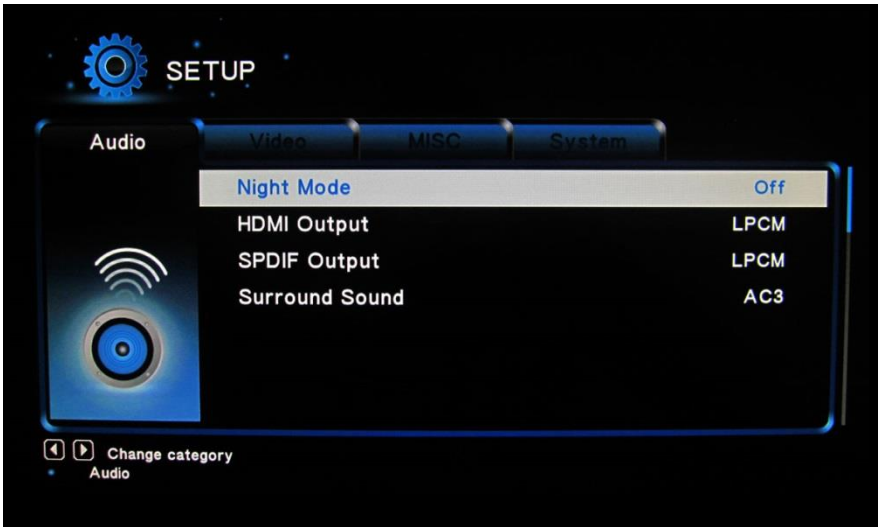 SETUP
Audio Video MISC System
Night Mode Off
HDMI Output LPCM
SPDIF Output LPCM
Surround Sound AC3
Change category
Audio